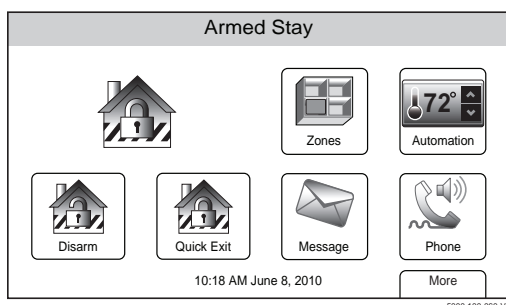 Armed Stay
72°
Zones
Automation
Disarm
Quick Exit
Message
Phone
10:18 AM June 8, 2010
More